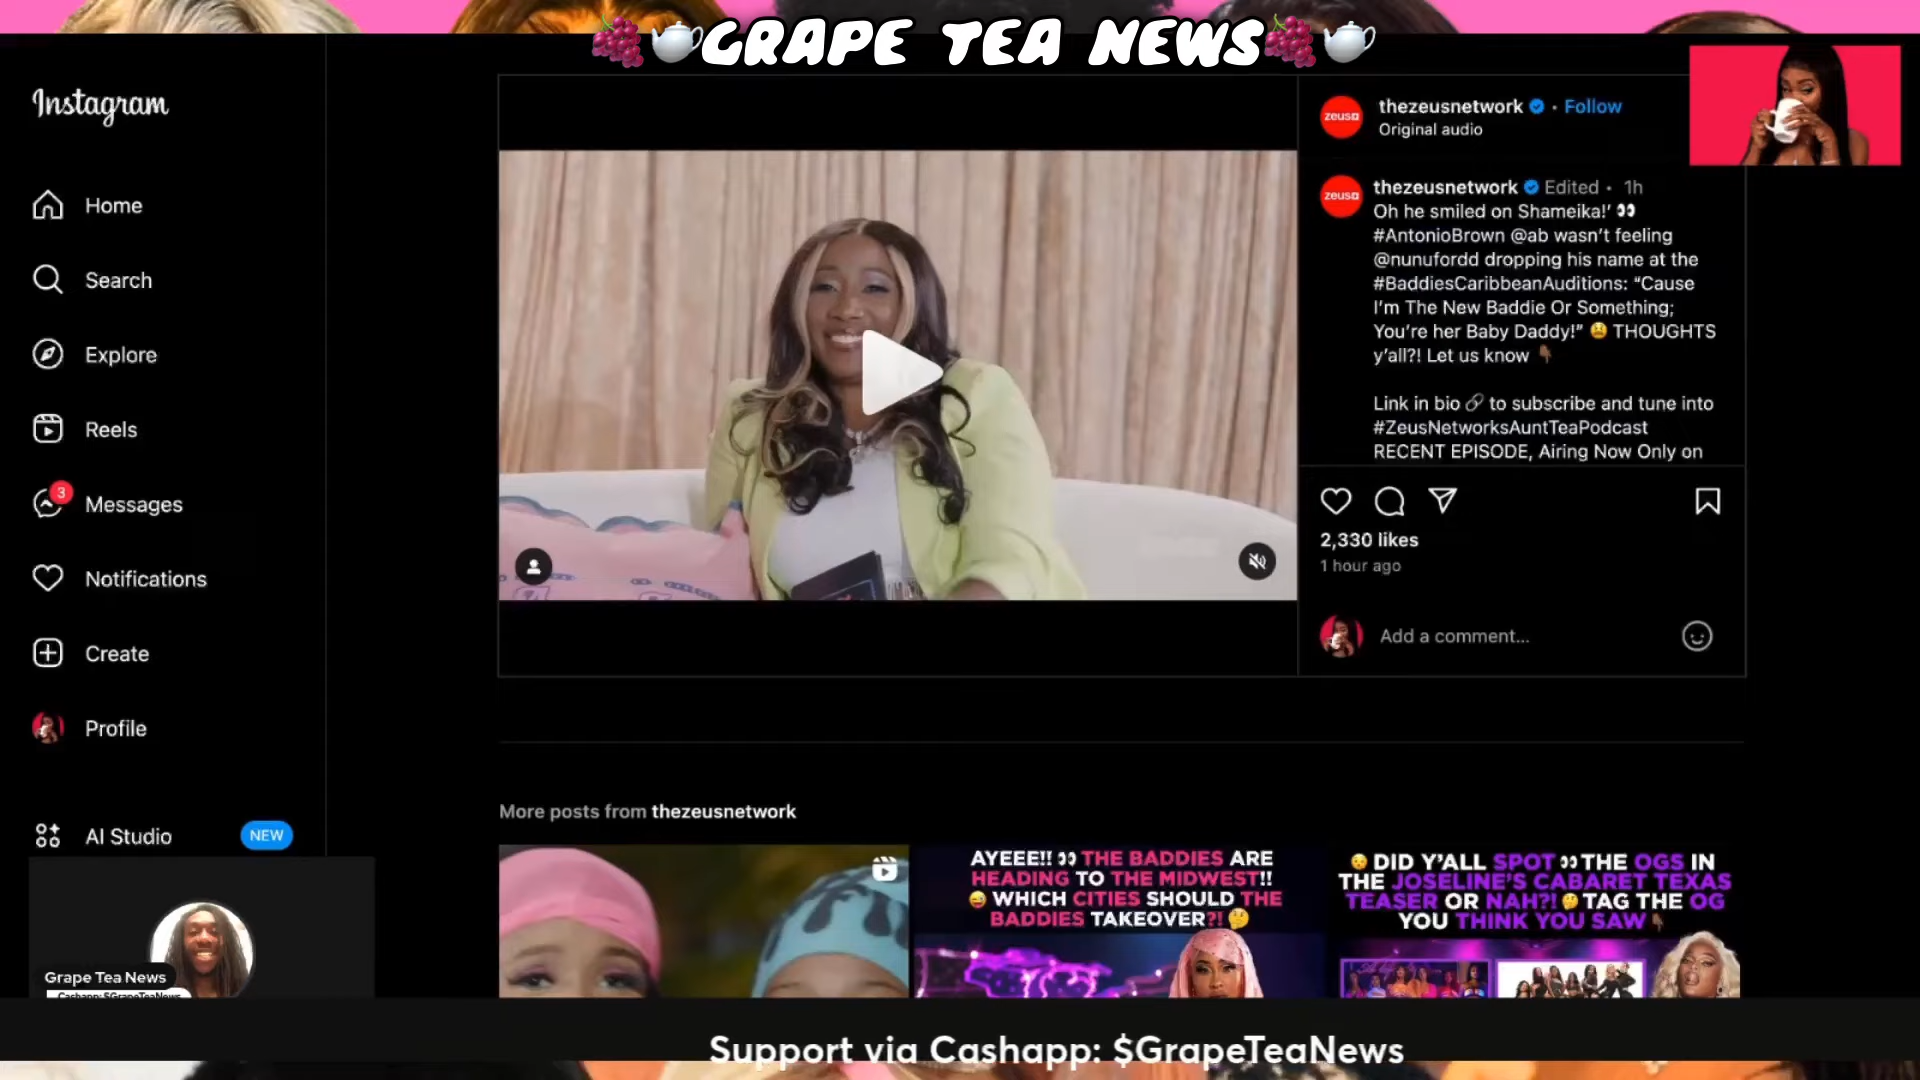 🍇🫖GRAPE TEA NEWS🍇🫖
Instagram
Home
Search
Explore
Reels
3
Messages
Notifications
Create
Profile
AI Studio
NEW
Grape Tea News
Cashapp: $GrapeTeaNews
zeus
thezeusnetwork • Follow
Original audio
zeus
thezeusnetwork Edited • 1h
Oh he smiled on Shameika!’ 👀
#AntonioBrown @ab wasn’t feeling
@nunufordd dropping his name at the
#BaddiesCaribbeanAuditions: “Cause
I’m The New Baddie Or Something;
You’re her Baby Daddy!” 😩 THOUGHTS
y’all?! Let us know 👇🏾
Link in bio 🔗 to subscribe and tune into
#ZeusNetworksAuntTeaPodcast
RECENT EPISODE, Airing Now Only on
2,330 likes
1 hour ago
Add a comment...
More posts from thezeusnetwork
AYEEE!! 👀 THE BADDIES ARE
HEADING TO THE MIDWEST!!
😜 WHICH CITIES SHOULD THE
BADDIES TAKEOVER?! 🤔
😴 DID Y’ALL SPOT 👀 THE OGS IN
THE JOSELINE’S CABARET TEXAS
TEASER OR NAH?! 🤔 TAG THE OG
YOU THINK YOU SAW 👇🏾
Support via Cashapp: $GrapeTeaNews